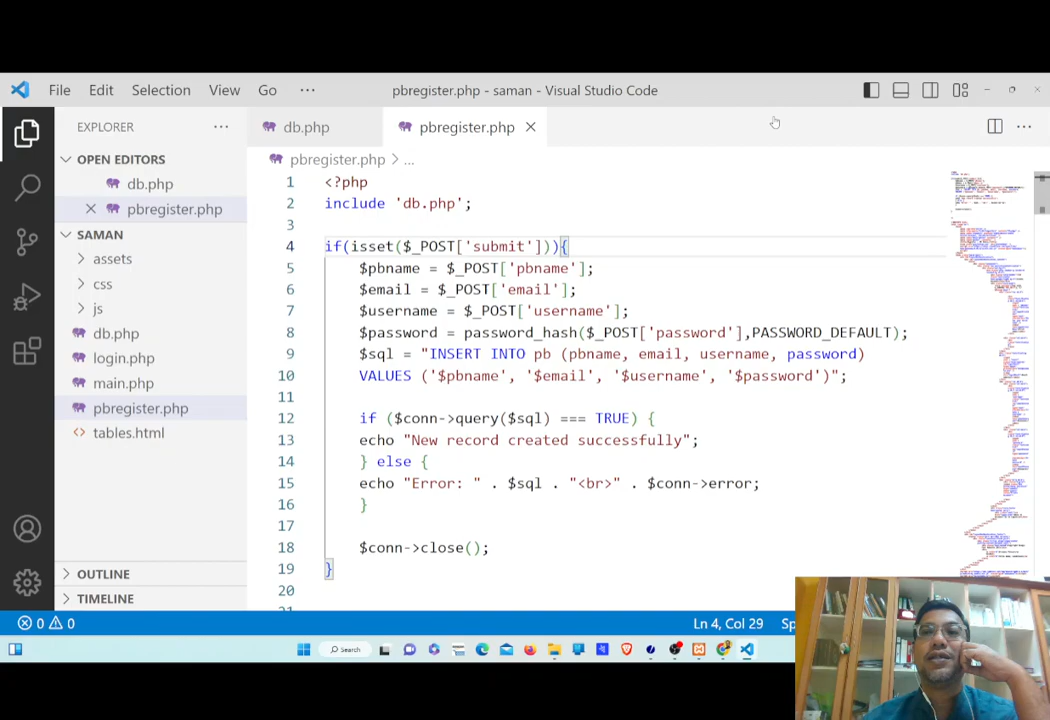 File Edit Selection View Go ··· pbregister.php - saman - Visual Studio Code
EXPLORER ···
db.php pbregister.php
OPEN EDITORS
db.php
pbregister.php
SAMAN
assets
css
js
db.php
login.php
main.php
pbregister.php
tables.html
OUTLINE
TIMELINE
pbregister.php > ...
1 <?php
2 include 'db.php';
3
4 if(isset($_POST['submit'])){
5 $pbname = $_POST['pbname'];
6 $email = $_POST['email'];
7 $username = $_POST['username'];
8 $password = password_hash($_POST['password'],PASSWORD_DEFAULT);
9 $sql = "INSERT INTO pb (pbname, email, username, password)
10 VALUES ('$pbname', '$email', '$username', '$password')";
11
12 if ($conn->query($sql) === TRUE) {
13 echo "New record created successfully";
14 } else {
15 echo "Error: " . $sql . "<br>" . $conn->error;
16 }
17
18 $conn->close();
19 }
20
0 0 Ln 4, Col 29
Search